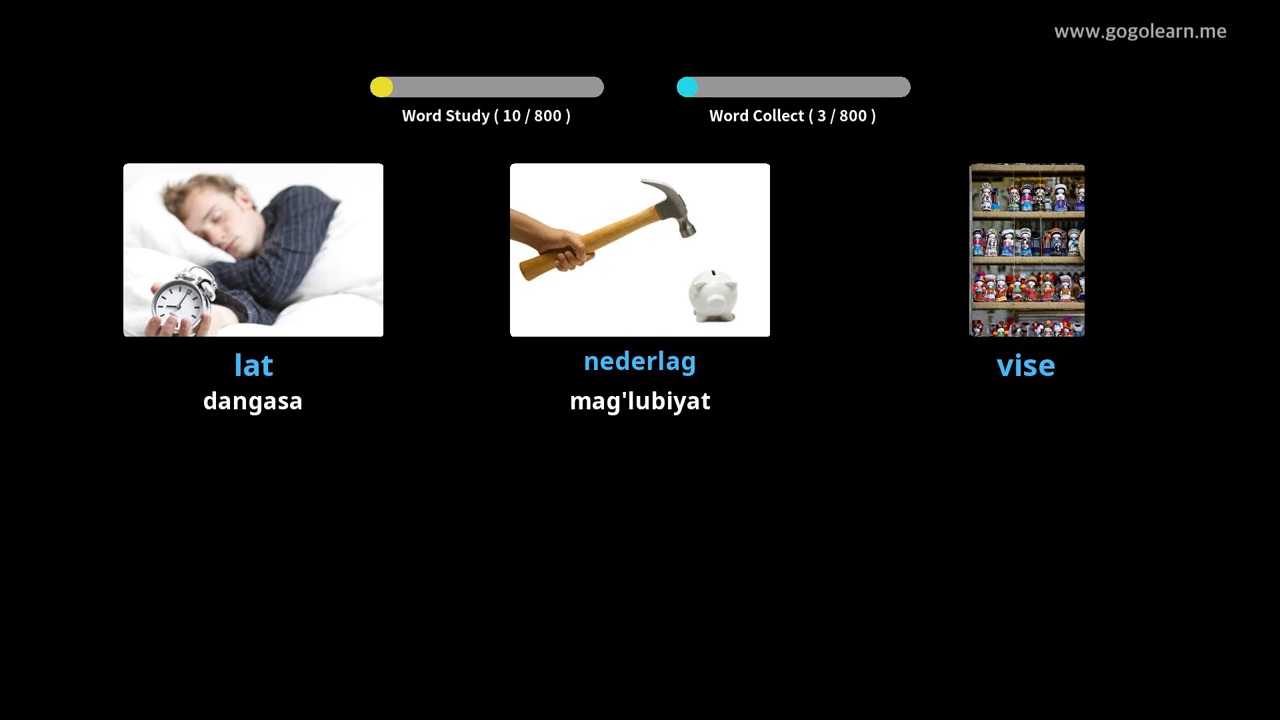 www.gogolearn.me
Word Study ( 10 / 800 )
Word Collect ( 3 / 800 )
lat
dangasa
nederlag
mag'lubiyat
vise